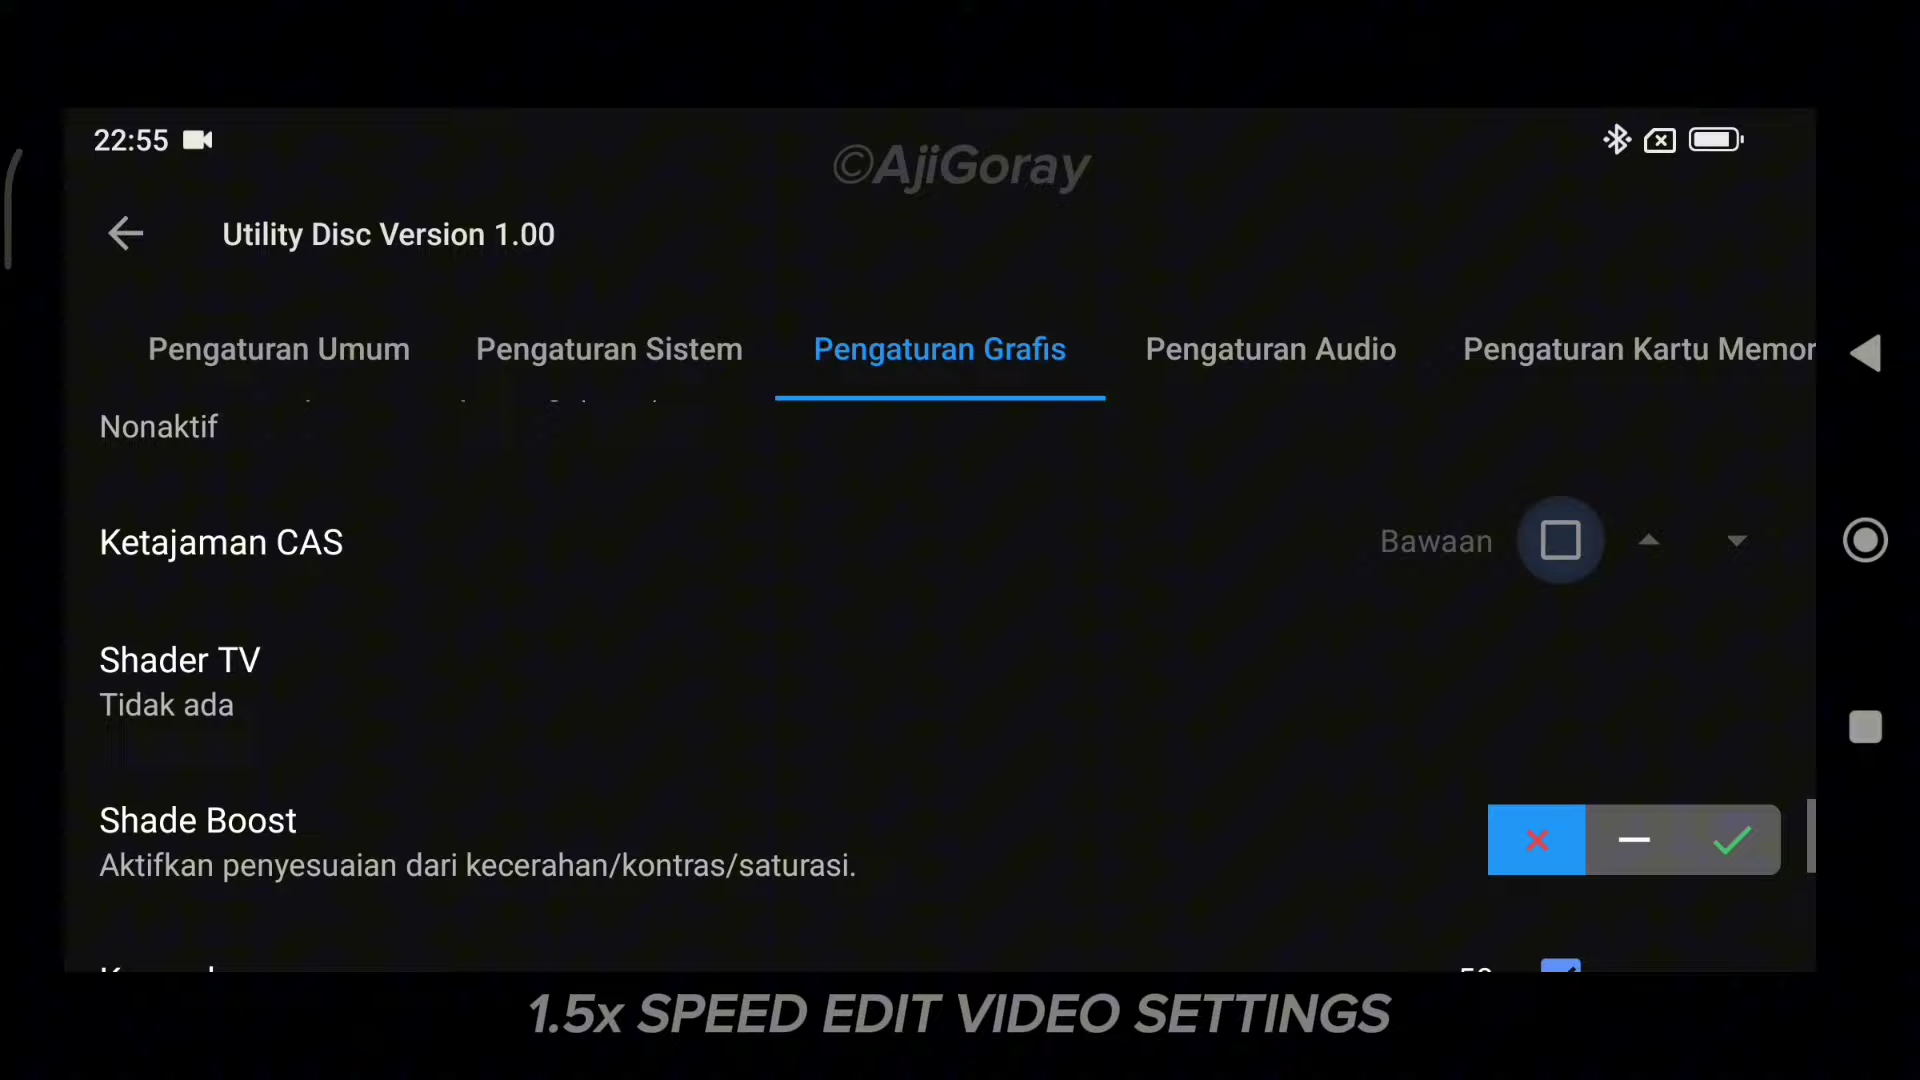 22:55
©AjiGoray
Utility Disc Version 1.00
Pengaturan Umum
Pengaturan Sistem
Pengaturan Grafis
Pengaturan Audio
Pengaturan Kartu Memor
Nonaktif
Ketajaman CAS
Bawaan
Shader TV
Tidak ada
Shade Boost
Aktifkan penyesuaian dari kecerahan/kontras/saturasi.
1.5x SPEED EDIT VIDEO SETTINGS